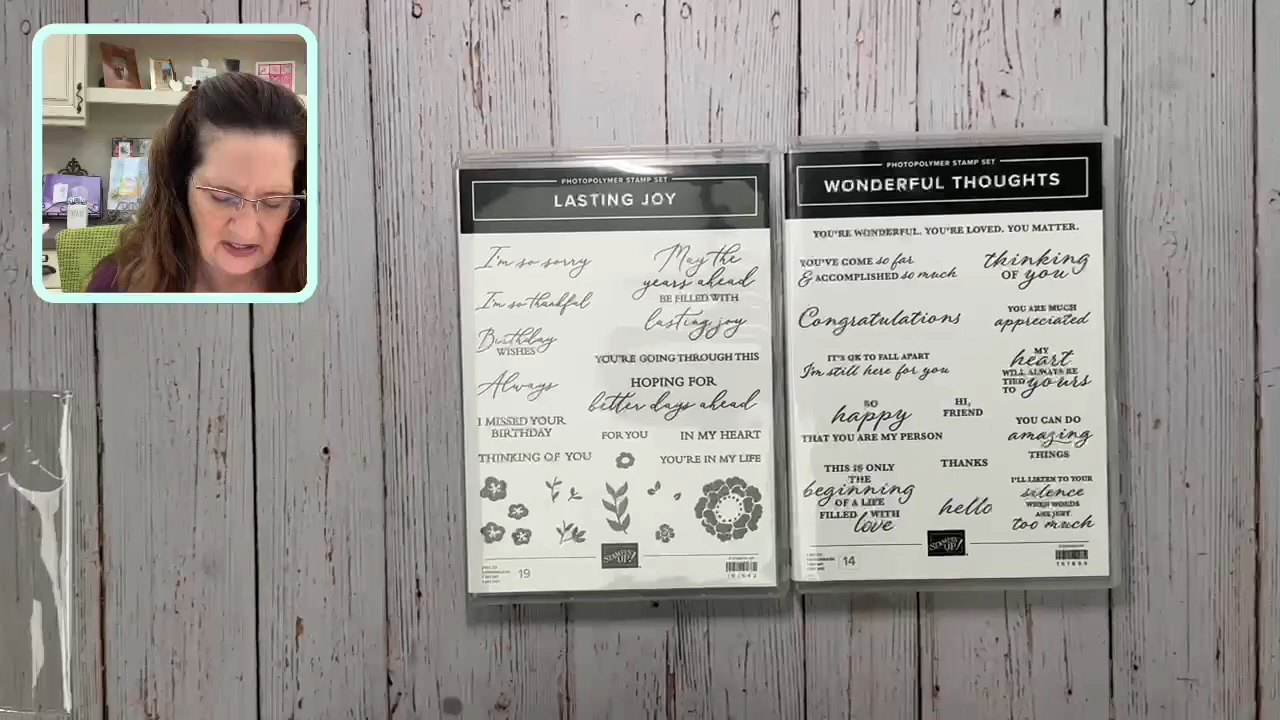 PHOTOPOLYMER STAMP SET
LASTING JOY
I'm so sorry
I'm so thankful
Birthday
WISHES
Always
I MISSED YOUR
BIRTHDAY
THINKING OF YOU
May the
years ahead
BE FILLED WITH
lasting joy
YOU'RE GOING THROUGH THIS
HOPING FOR
better days ahead
FOR YOU
IN MY HEART
YOU'RE IN MY LIFE
STAMPIN' UP!
19
PHOTOPOLYMER STAMP SET
WONDERFUL THOUGHTS
YOU'RE WONDERFUL. YOU'RE LOVED. YOU MATTER.
YOU'VE COME so far
& ACCOMPLISHED so much
thinking
OF you
Congratulations
YOU ARE MUCH
appreciated
IT'S OK TO FALL APART
I'm still here for you
MY
heart
WILL ALWAYS BE
TIED
TO yours
SO
happy
THAT YOU ARE MY PERSON
HI,
FRIEND
YOU CAN DO
amazing
THINGS
THIS IS ONLY
THE
beginning
OF A LIFE
FILLED WITH
love
THANKS
hello
I'LL LISTEN TO YOUR
silence
WHEN WORDS
ARE JUST
too much
STAMPIN' UP!
14